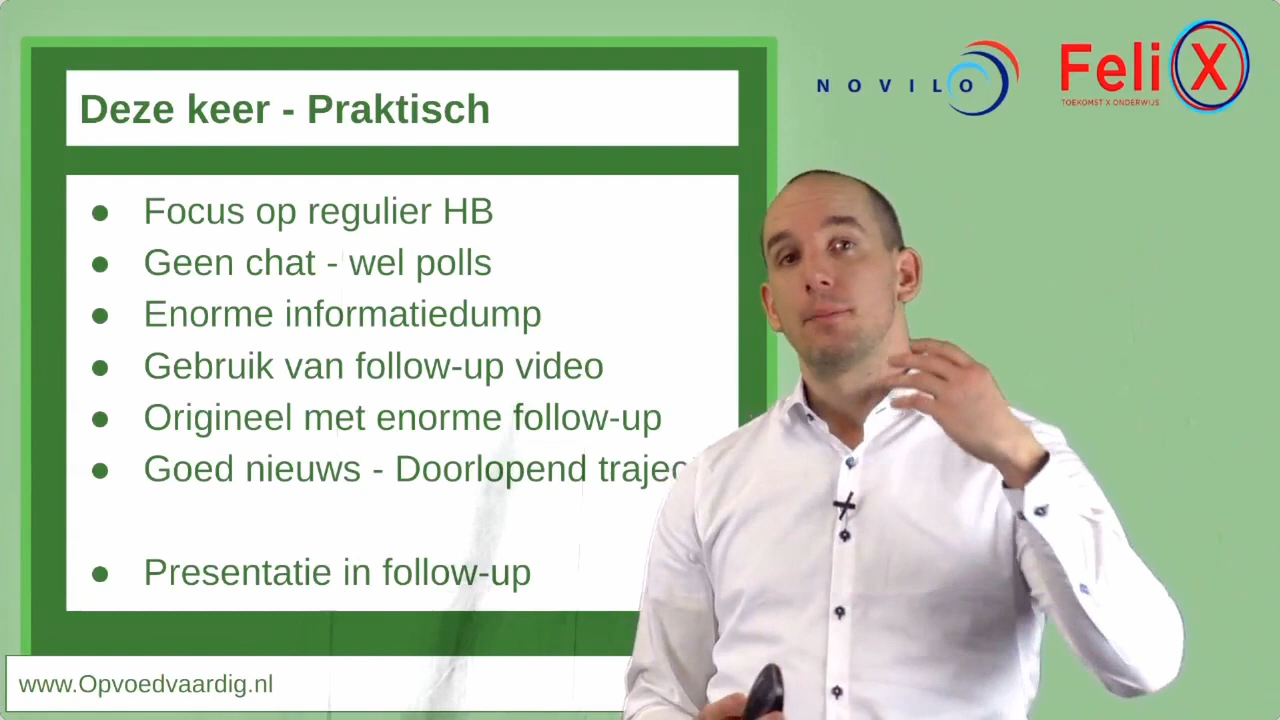 NOVILO
FeliX
TOEKOMST X ONDERWIJS
Deze keer - Praktisch
● Focus op regulier HB
● Geen chat - wel polls
● Enorme informatiedump
● Gebruik van follow-up video
● Origineel met enorme follow-up
● Goed nieuws - Doorlopend trajec
● Presentatie in follow-up
www.Opvoedvaardig.nl